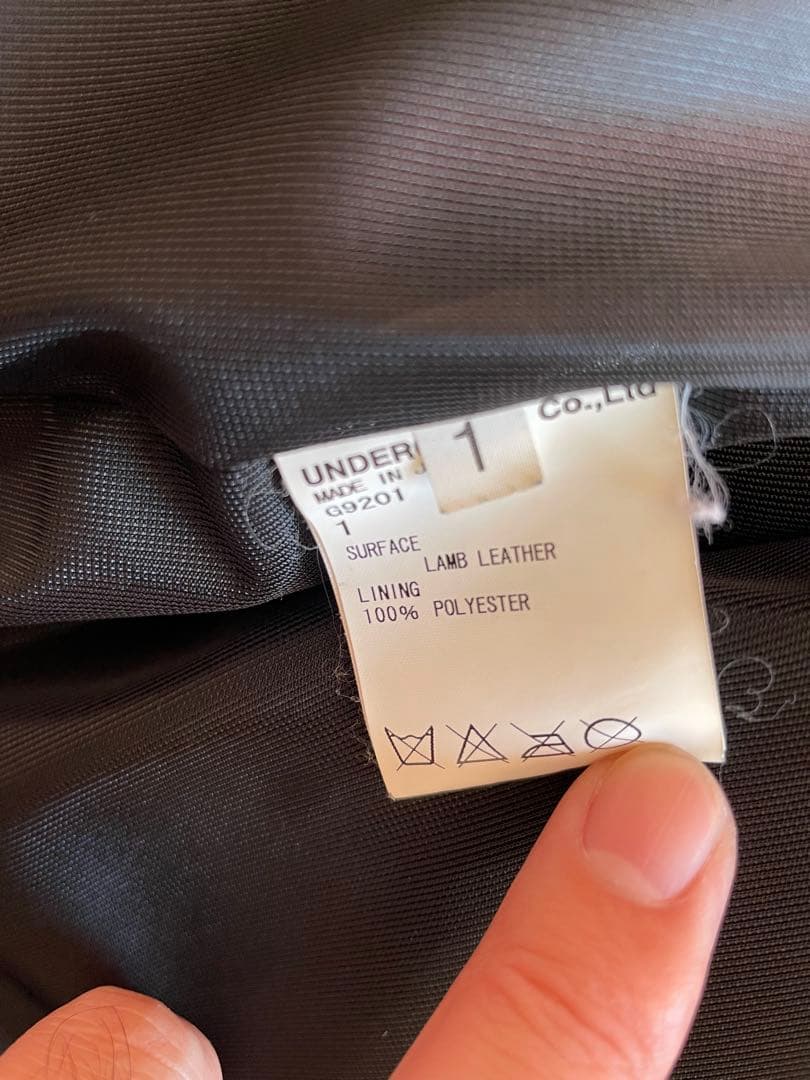 UNDER
Co.,Ltd
1
MADE IN
G9201
1
SURFACE
LAMB LEATHER
LINING
100% POLYESTER